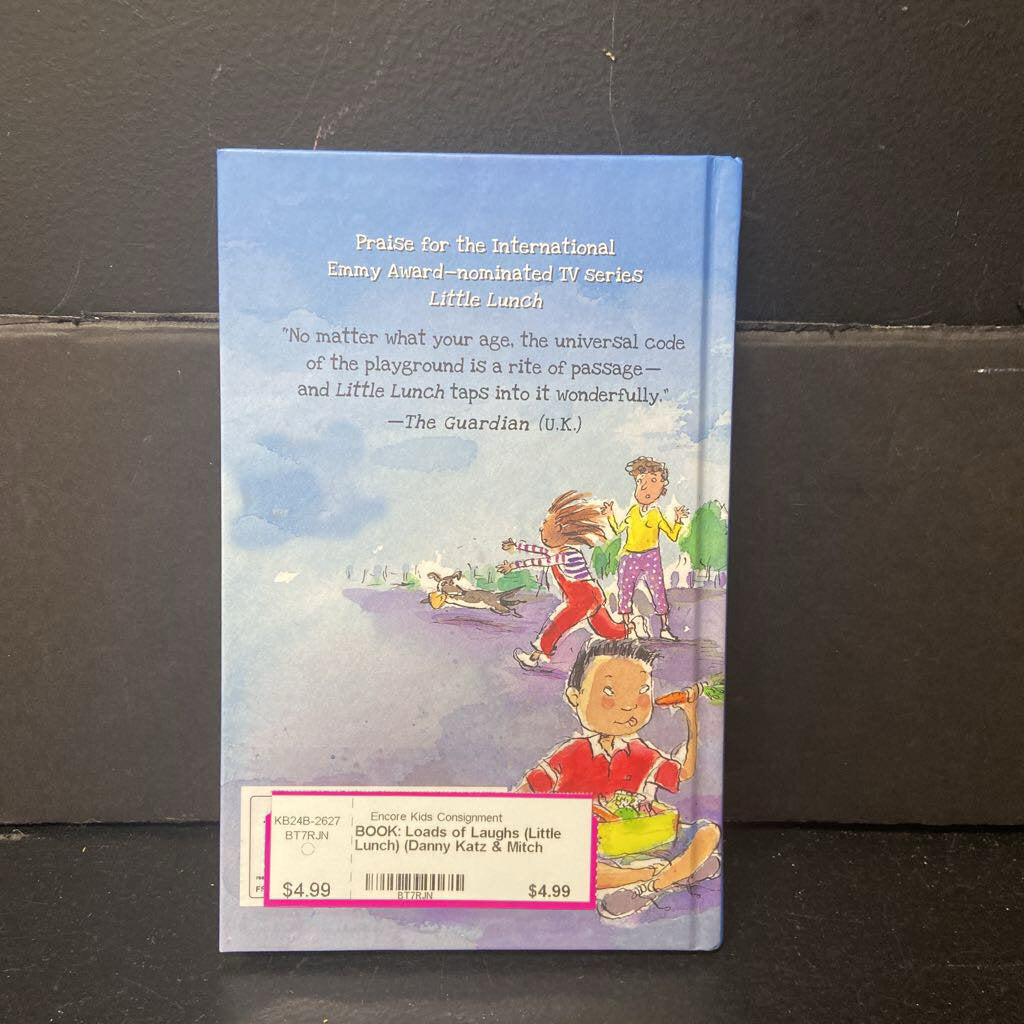 Praise for the International
Emmy Award—nominated TV series
Little Lunch
"No matter what your age, the universal code
of the playground is a rite of passage—
and Little Lunch taps into it wonderfully."
—The Guardian (U.K.)
KB24B-2627
BT7RJN
$4.99
Encore Kids Consignment
BOOK: Loads of Laughs (Little
Lunch) (Danny Katz & Mitch
BT7RJN
$4.99